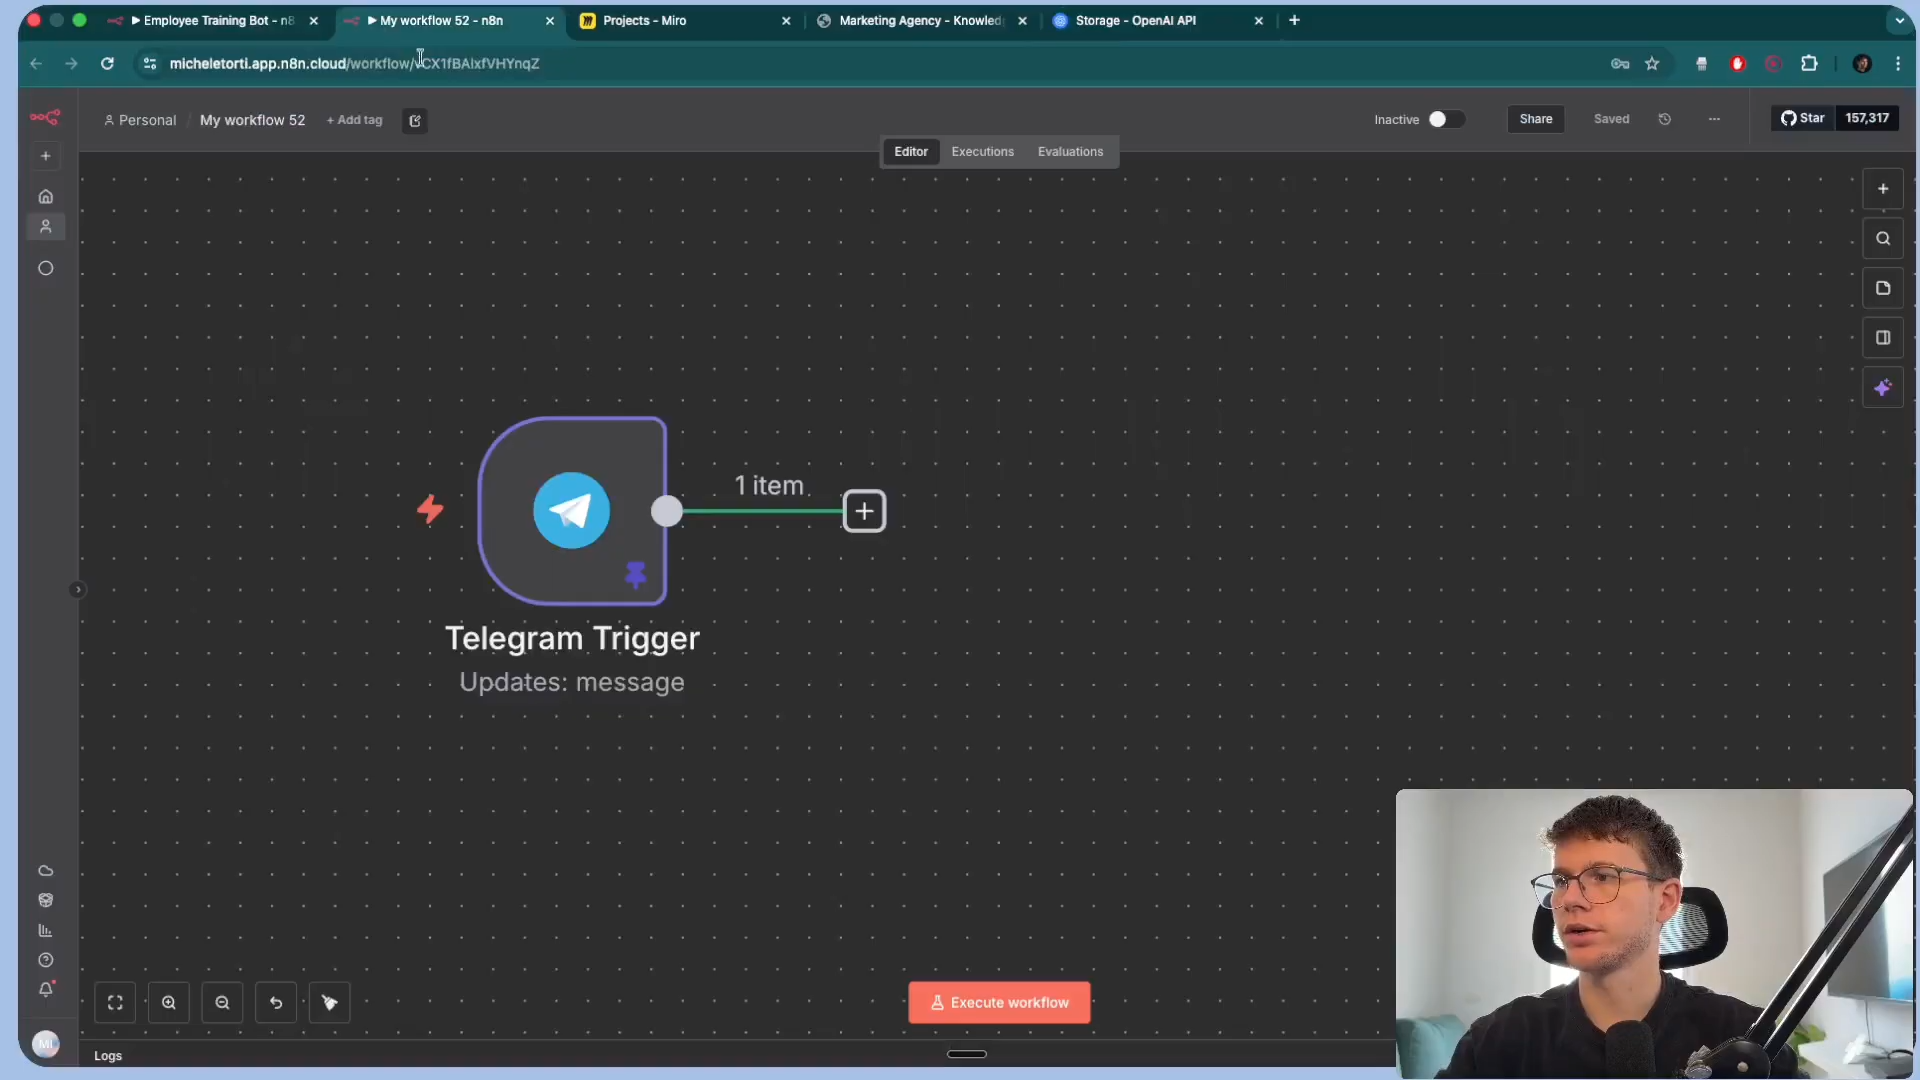 Employee Training Bot - n8
My workflow 52 - n8n
Projects - Miro
Marketing Agency - Knowled
Storage - OpenAI API
micheletorti.app.n8n.cloud/workflow/vCX1fBAlxfVHYnqZ
Personal / My workflow 52 + Add tag
Inactive
Share
Saved
Star 157,317
Editor Executions Evaluations
1 item
Telegram Trigger
Updates: message
Execute workflow
MI
Logs